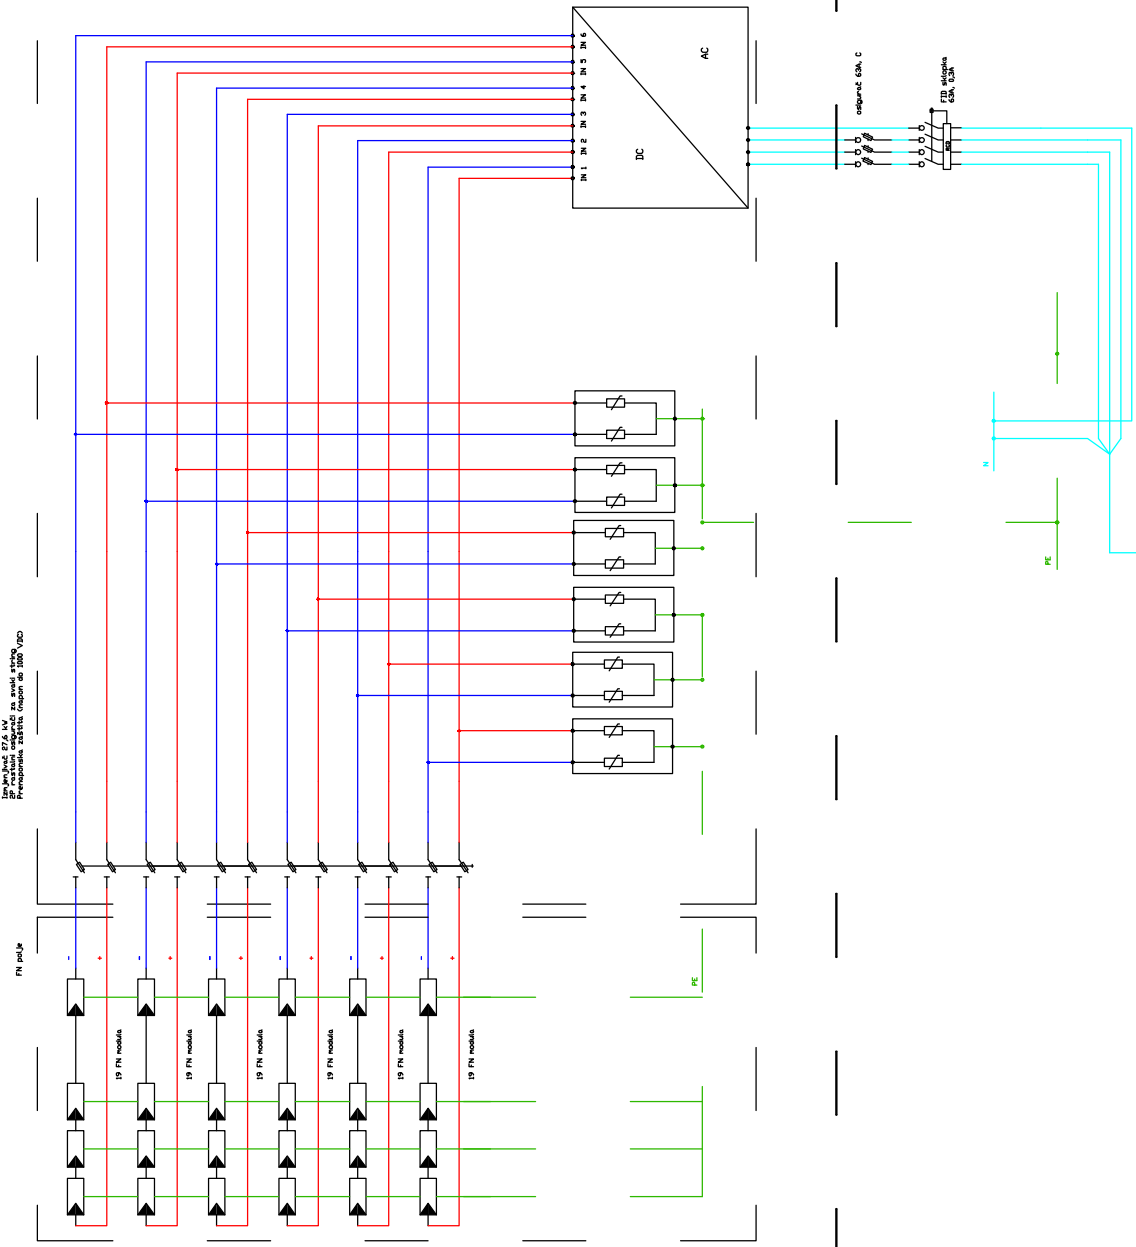 IN 6
IN 5
IN 4
IN 3
IN 2
IN 1
AC
DC
osigurač 63A, C
FID sklopka
63A, 0,3A
RCD
N
PE
Izmjenjivač 27,6 kV
2P rastalni osigurači za svaki string
Prenaponska zaštita (napon do 1000 VDC)
FN polje
-
+
-
+
-
+
-
+
-
+
-
+
PE
19 FN modula
19 FN modula
19 FN modula
19 FN modula
19 FN modula
19 FN modula